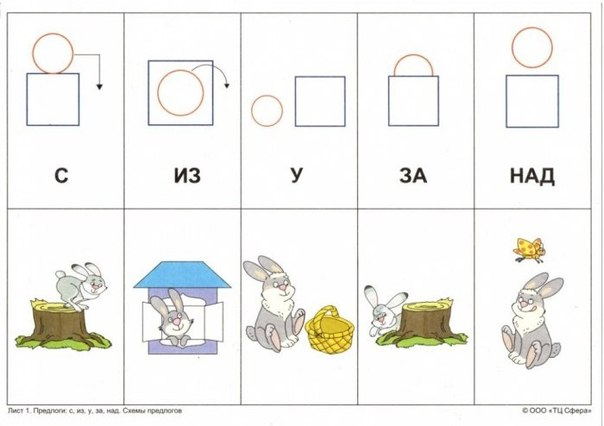 С
ИЗ
У
ЗА
НАД
Лист 1. Предлоги: с, из, у, за, над. Схемы предлогов
© ООО «ТЦ Сфера»